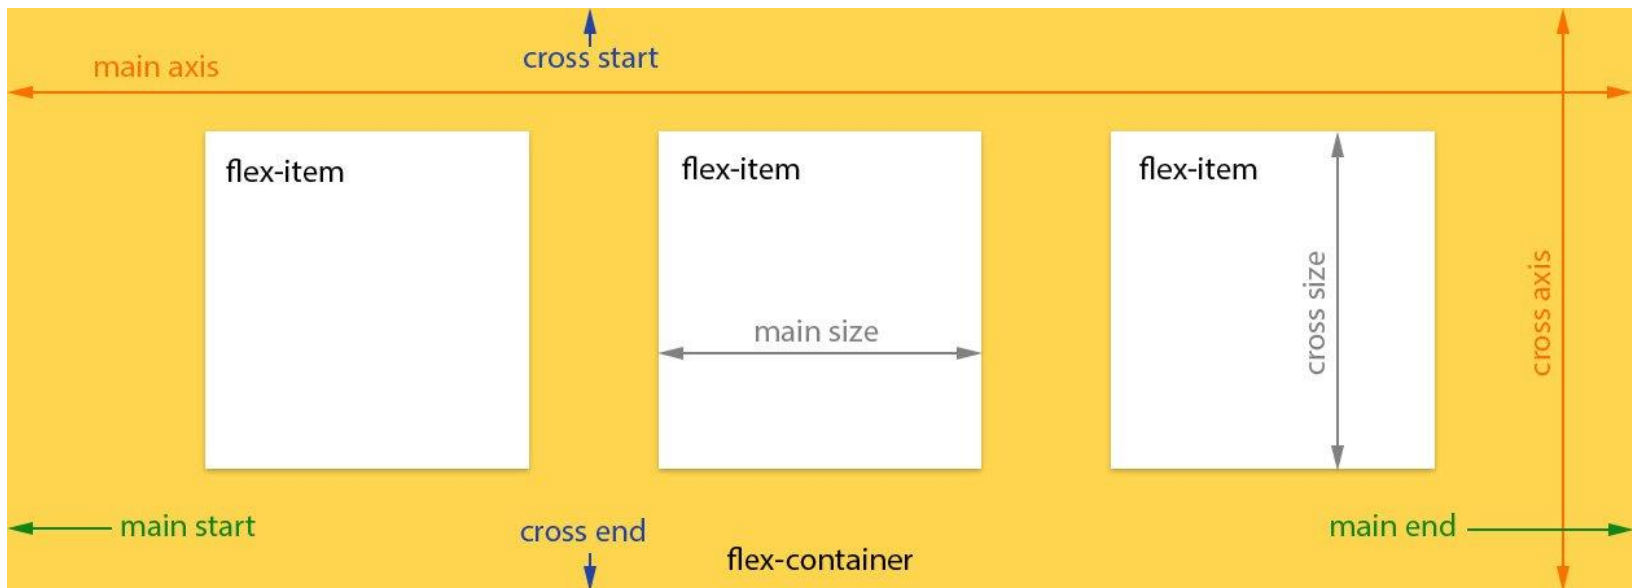 cross start
main axis
flex-item
flex-item
flex-item
main size
cross size
cross axis
main start
cross end
main end
flex-container